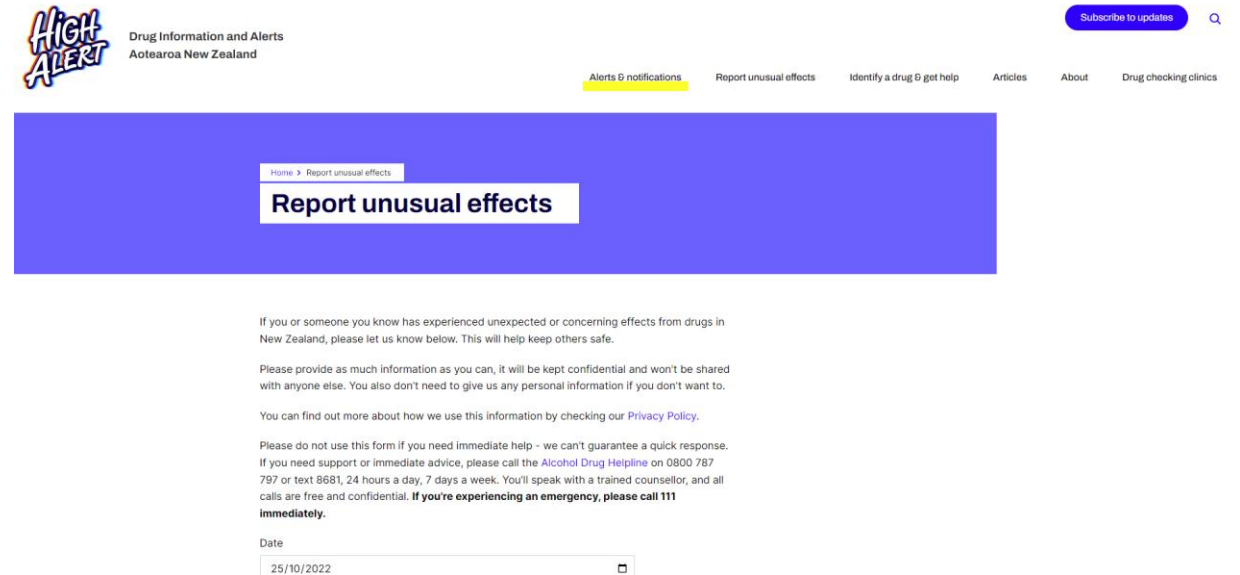 HIGH ALERT
Drug Information and Alerts
Aotearoa New Zealand
Subscribe to updates
Alerts & notifications
Report unusual effects
Identify a drug & get help
Articles
About
Drug checking clinics
Home > Report unusual effects
Report unusual effects
If you or someone you know has experienced unexpected or concerning effects from drugs in
New Zealand, please let us know below. This will help keep others safe.
Please provide as much information as you can, it will be kept confidential and won't be shared
with anyone else. You also don't need to give us any personal information if you don't want to.
You can find out more about how we use this information by checking our Privacy Policy.
Please do not use this form if you need immediate help - we can't guarantee a quick response.
If you need support or immediate advice, please call the Alcohol Drug Helpline on 0800 787
797 or text 8681, 24 hours a day, 7 days a week. You'll speak with a trained counsellor, and all
calls are free and confidential. If you're experiencing an emergency, please call 111
immediately.
Date
25/10/2022